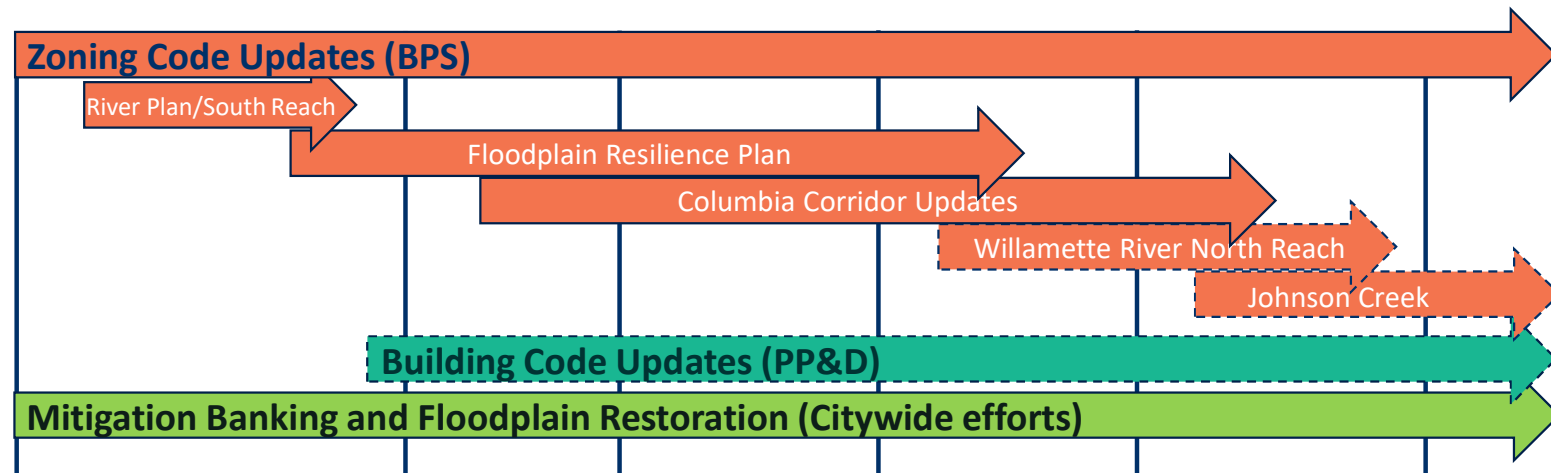 Zoning Code Updates (BPS)
River Plan/South Reach
Floodplain Resilience Plan
Columbia Corridor Updates
Willamette River North Reach
Johnson Creek
Building Code Updates (PP&D)
Mitigation Banking and Floodplain Restoration (Citywide efforts)